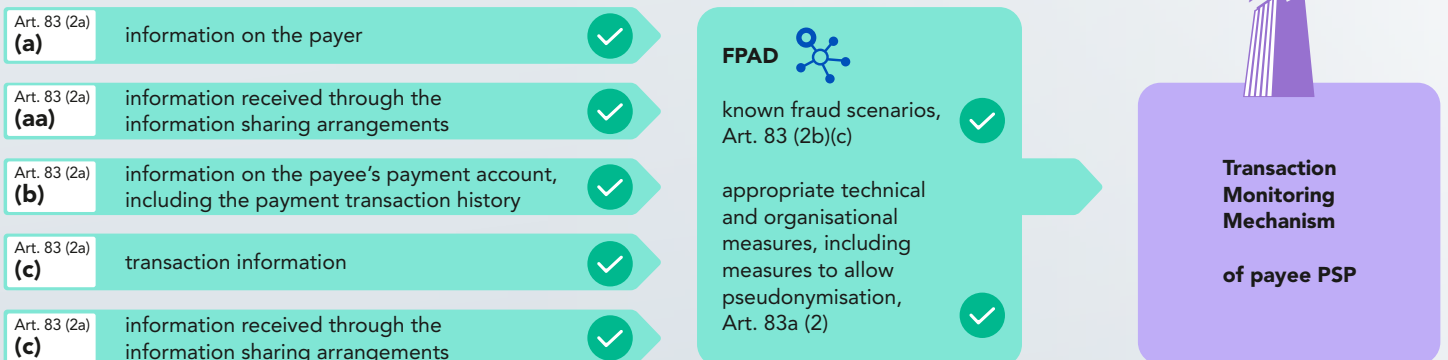 Art. 83 (2a)
(a)
information on the payer
Art. 83 (2a)
(aa)
information received through the
information sharing arrangements
Art. 83 (2a)
(b)
information on the payee's payment account,
including the payment transaction history
Art. 83 (2a)
(c)
transaction information
Art. 83 (2a)
(c)
information received through the
information sharing arrangements
FPAD
known fraud scenarios,
Art. 83 (2b)(c)
appropriate technical
and organisational
measures, including
measures to allow
pseudonymisation,
Art. 83a (2)
Transaction
Monitoring
Mechanism
of payee PSP